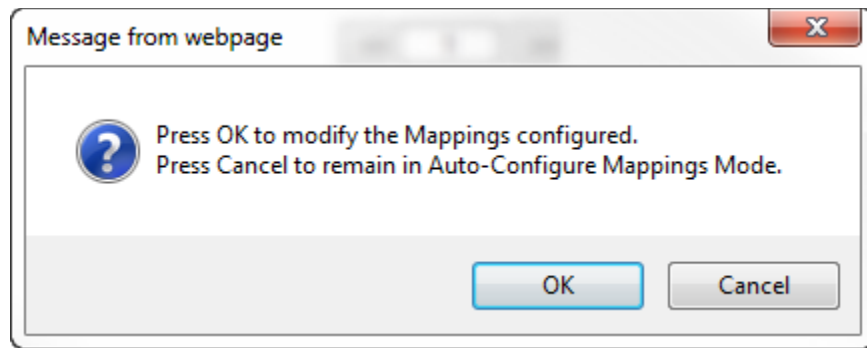 Message from webpage
Press OK to modify the Mappings configured.
Press Cancel to remain in Auto-Configure Mappings Mode.
OK
Cancel